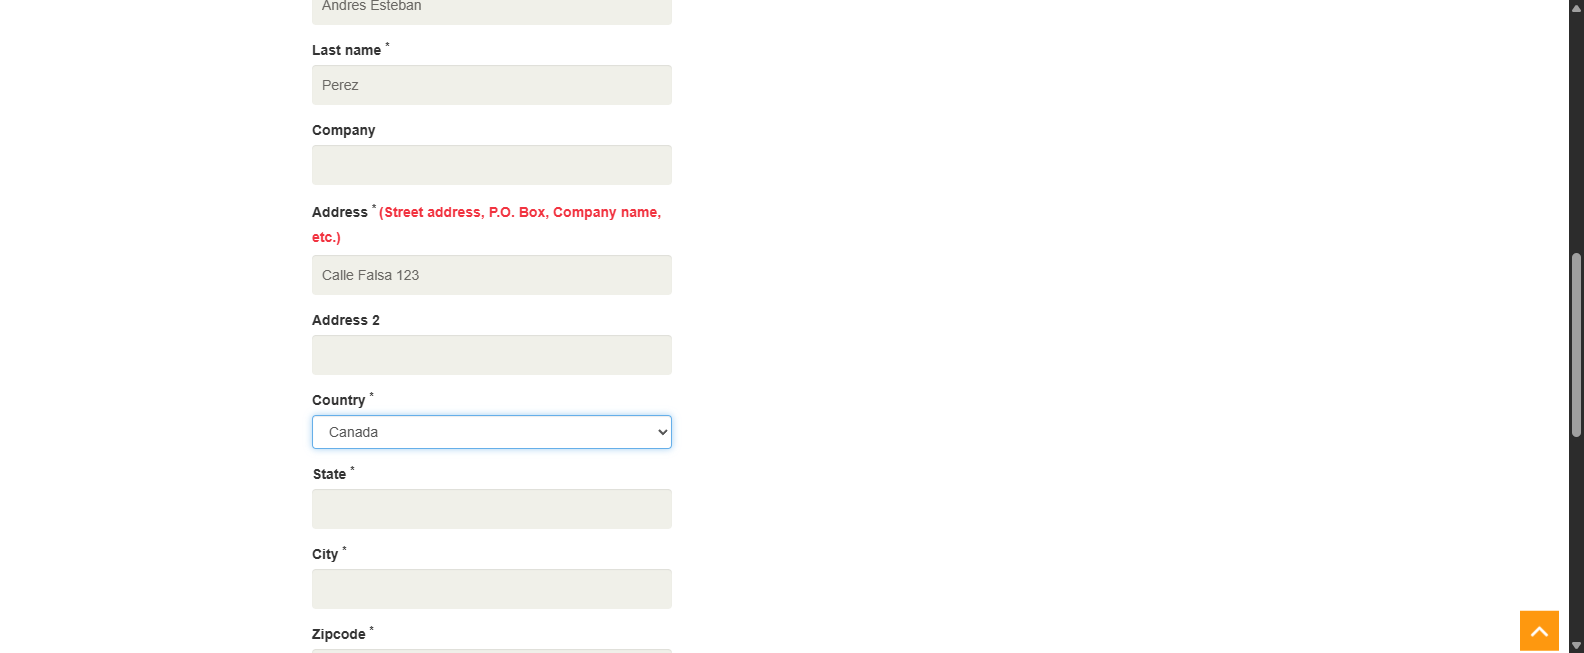 Andres Esteban
Last name *
Perez
Company
Address * (Street address, P.O. Box, Company name,
etc.)
Calle Falsa 123
Address 2
Country *
Canada
State *
City *
Zipcode *